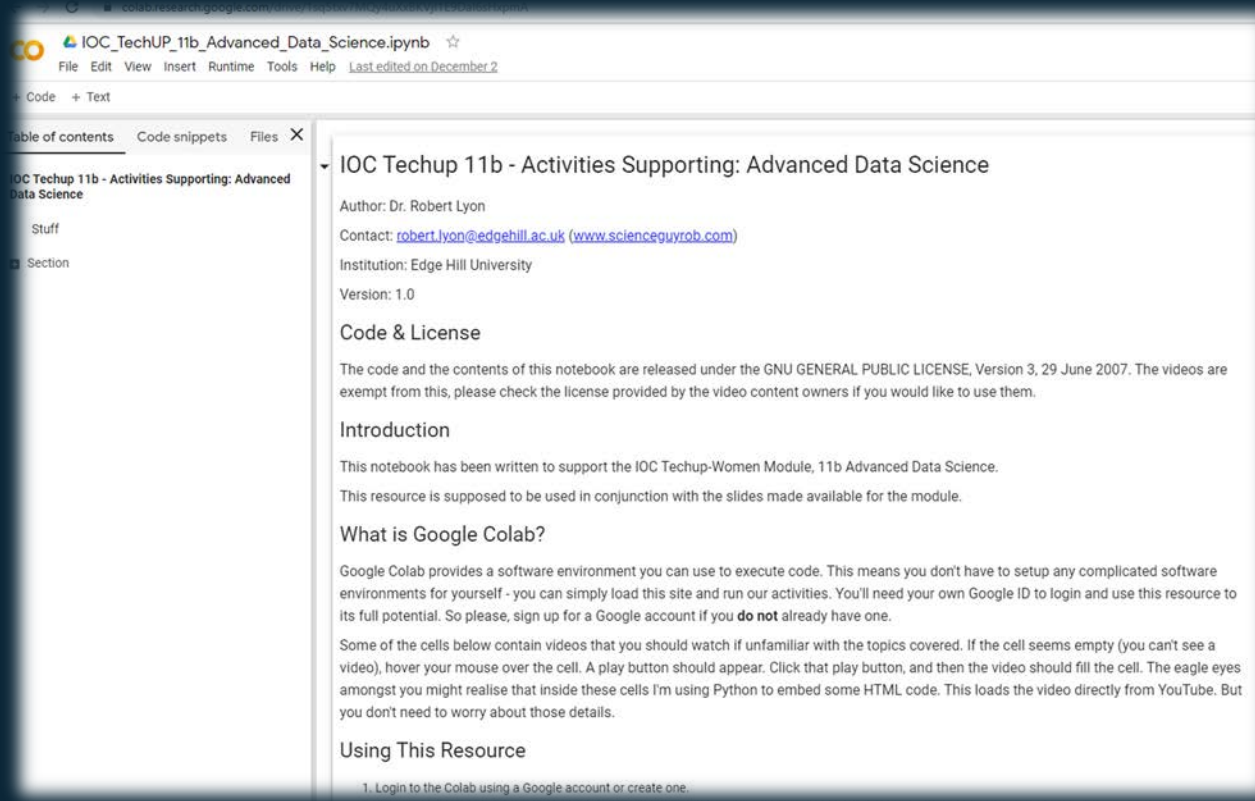 colab.research.google.com/drive/
IOC_TechUP_11b_Advanced_Data_Science.ipynb
File Edit View Insert Runtime Tools Help Last edited on December 2
+ Code + Text
Table of contents Code snippets Files X
IOC Techup 11b - Activities Supporting: Advanced
Data Science
Stuff
Section
IOC Techup 11b - Activities Supporting: Advanced Data Science
Author: Dr. Robert Lyon
Contact: robert.lyon@edgehill.ac.uk (www.scienceguyrob.com)
Institution: Edge Hill University
Version: 1.0
Code & License
The code and the contents of this notebook are released under the GNU GENERAL PUBLIC LICENSE, Version 3, 29 June 2007. The videos are
exempt from this, please check the license provided by the video content owners if you would like to use them.
Introduction
This notebook has been written to support the IOC Techup-Women Module, 11b Advanced Data Science.
This resource is supposed to be used in conjunction with the slides made available for the module.
What is Google Colab?
Google Colab provides a software environment you can use to execute code. This means you don't have to setup any complicated software
environments for yourself - you can simply load this site and run our activities. You'll need your own Google ID to login and use this resource to
its full potential. So please, sign up for a Google account if you do not already have one.
Some of the cells below contain videos that you should watch if unfamiliar with the topics covered. If the cell seems empty (you can't see a
video), hover your mouse over the cell. A play button should appear. Click that play button, and then the video should fill the cell. The eagle eyes
amongst you might realise that inside these cells I'm using Python to embed some HTML code. This loads the video directly from YouTube. But
you don't need to worry about those details.
Using This Resource
1. Login to the Colab using a Google account or create one.